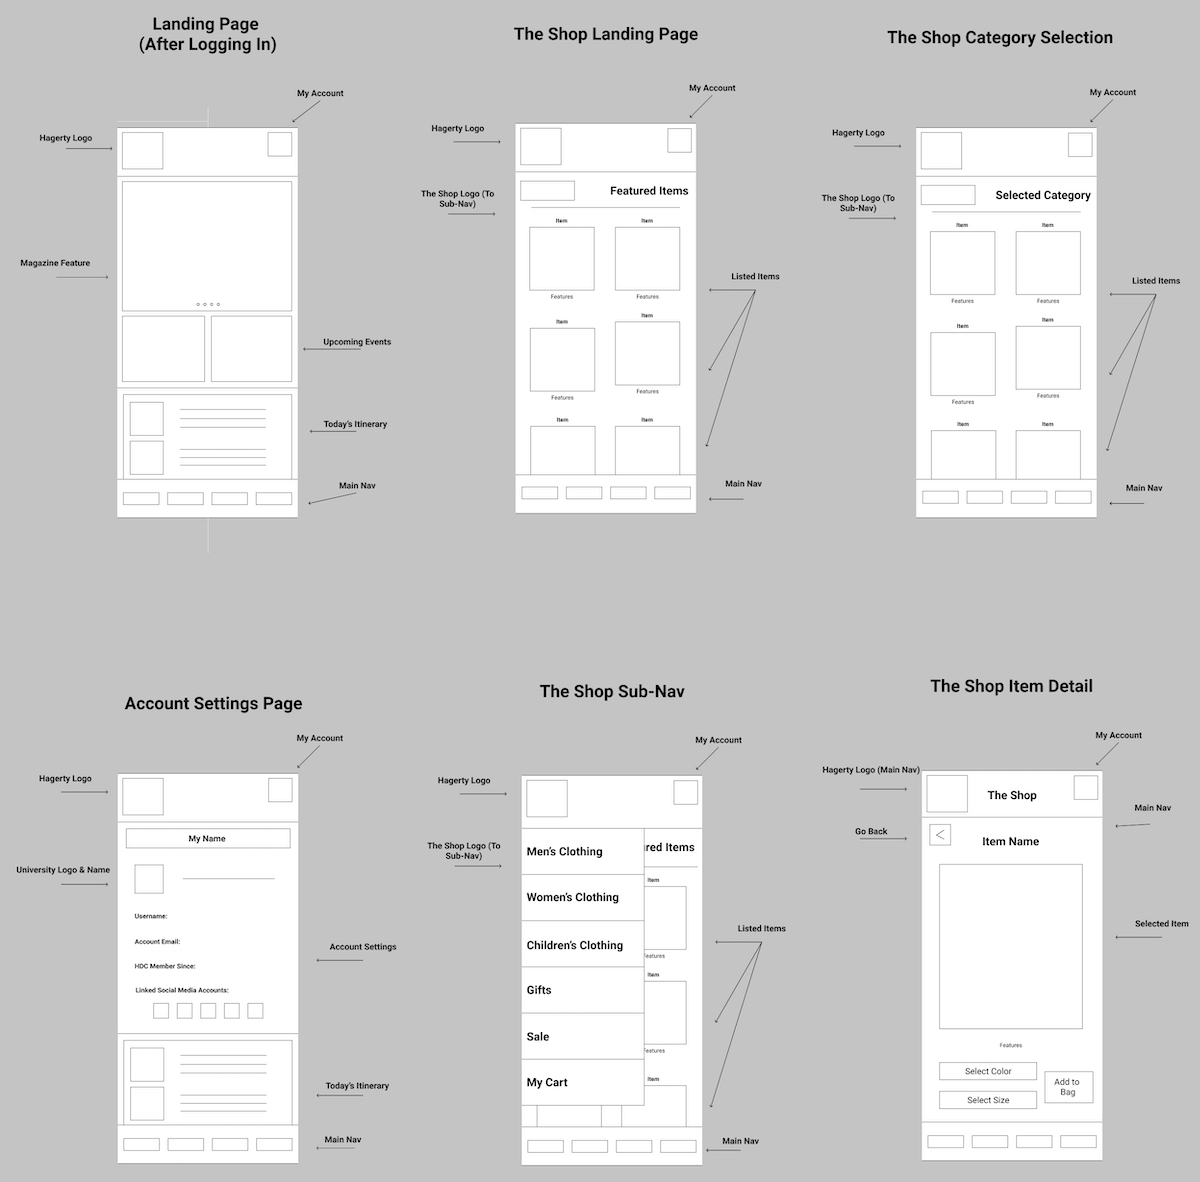 Landing Page
(After Logging In)
My Account
Hagerty Logo
Magazine Feature
Upcoming Events
Today's Itinerary
Main Nav
The Shop Landing Page
My Account
Hagerty Logo
The Shop Logo (To
Sub-Nav)
Featured Items
Item
Item
Features
Features
Listed Items
Item
Item
Features
Features
Item
Item
Main Nav
The Shop Category Selection
My Account
Hagerty Logo
The Shop Logo (To
Sub-Nav)
Selected Category
Item
Item
Features
Features
Listed Items
Item
Item
Features
Features
Item
Item
Main Nav
Account Settings Page
My Account
Hagerty Logo
My Name
University Logo & Name
Username:
Account Email:
HDC Member Since:
Linked Social Media Accounts:
Account Settings
Today's Itinerary
Main Nav
The Shop Sub-Nav
My Account
Hagerty Logo
The Shop Logo (To
Sub-Nav)
Men's Clothing
Women's Clothing
Children's Clothing
Gifts
Sale
My Cart
red Items
Item
eatures
Listed Items
Item
eatures
Item
Main Nav
The Shop Item Detail
My Account
Hagerty Logo (Main Nav)
The Shop
Main Nav
Go Back
<
Item Name
Selected Item
Features
Select Color
Select Size
Add to
Bag